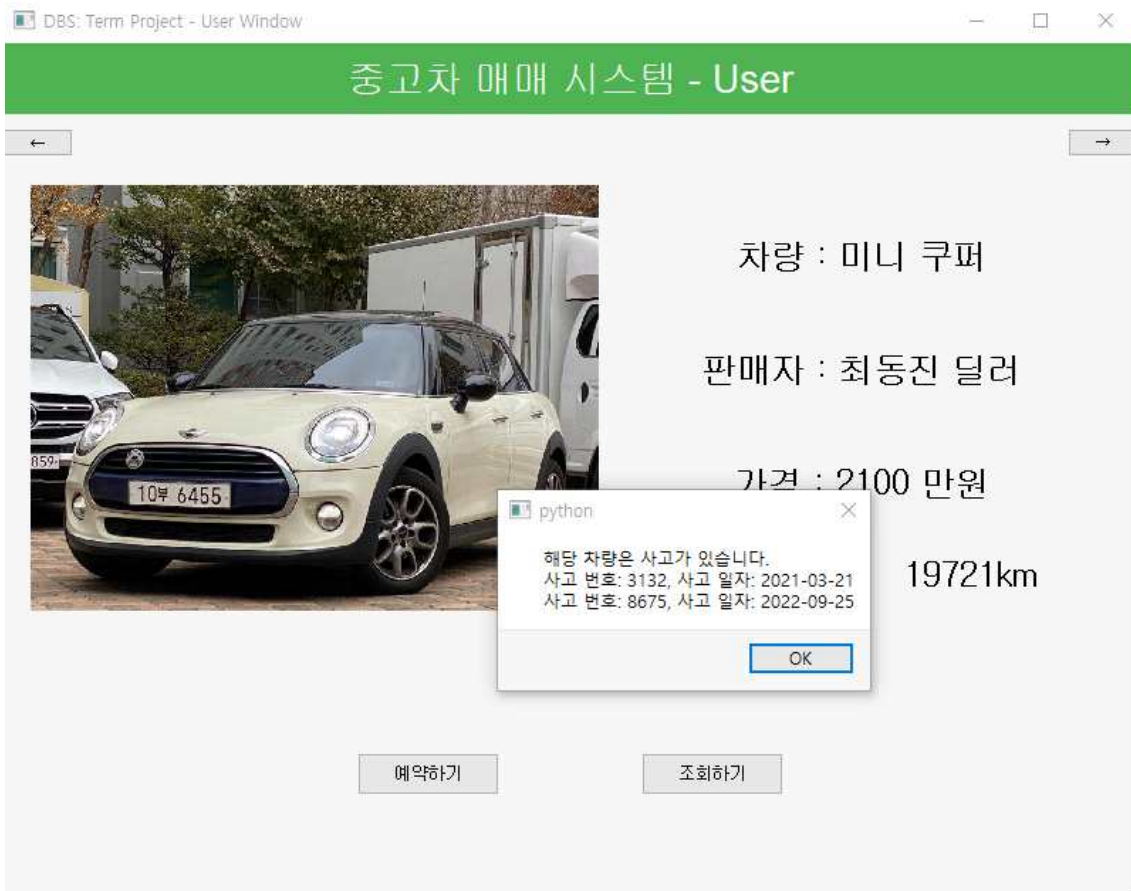 DBS: Term Project - User Window
중고차 매매 시스템 - User
←
→
차량 : 미니 쿠퍼
판매자 : 최동진 딜러
가격 : 2100 만원
859
10부 6455
python
해당 차량은 사고가 있습니다.
사고 번호: 3132, 사고 일자: 2021-03-21
사고 번호: 8675, 사고 일자: 2022-09-25
19721km
OK
예약하기
조회하기